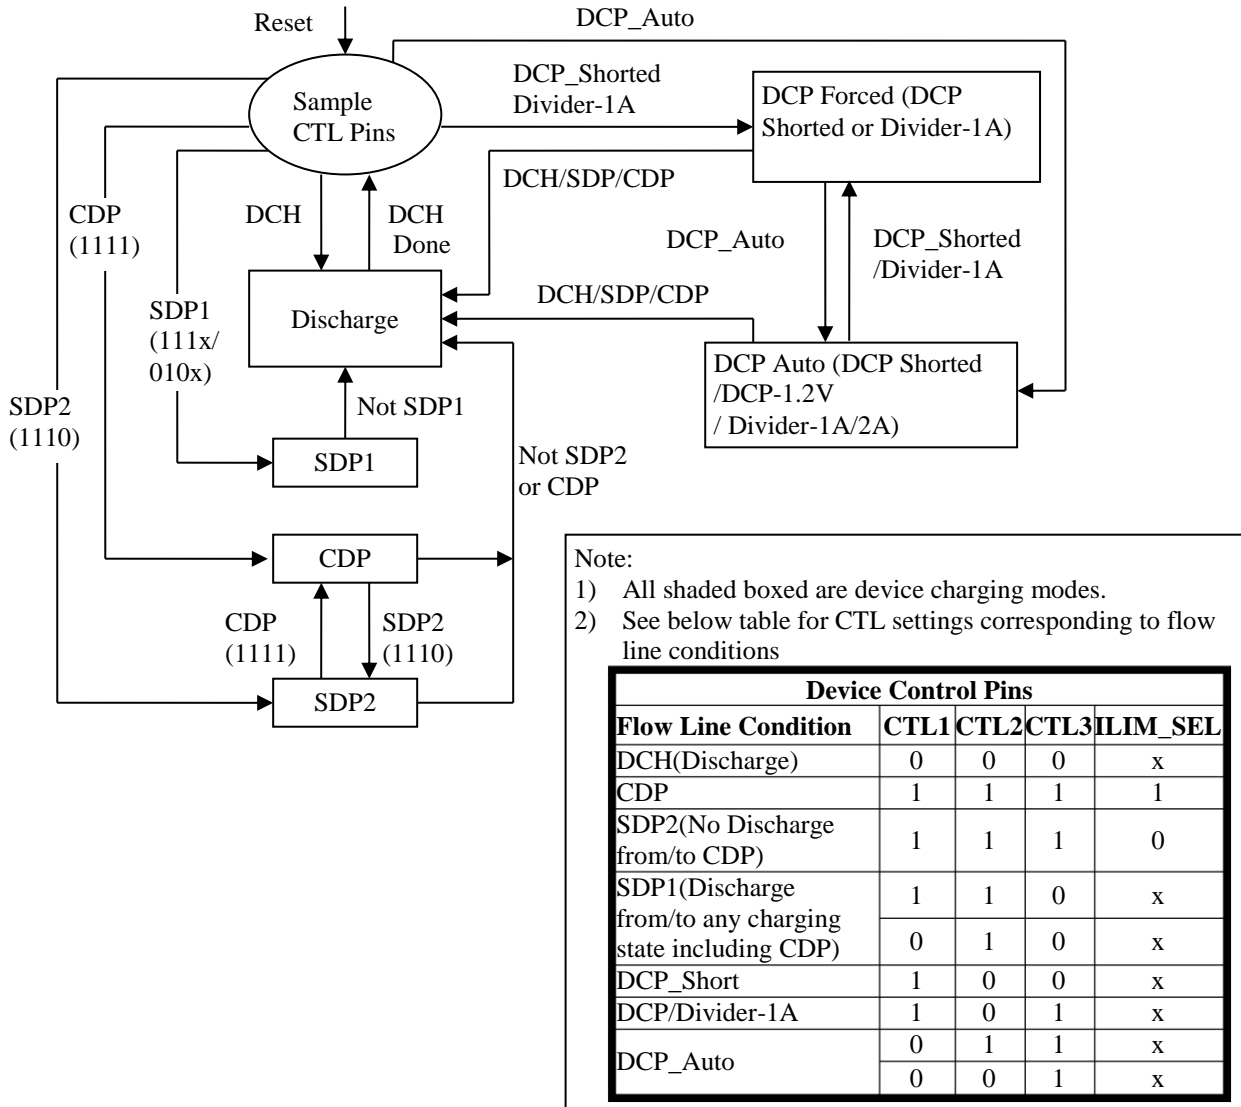 Reset
DCP_Auto
Sample
CTL Pins
DCP_Shorted
Divider-1A
DCP Forced (DCP
Shorted or Divider-1A)
DCH/SDP/CDP
CDP
(1111)
DCH
DCH
Done
DCP_Auto
DCP_Shorted
/Divider-1A
SDP1
(111x/
010x)
Discharge
DCH/SDP/CDP
DCP Auto (DCP Shorted
/DCP-1.2V
/ Divider-1A/2A)
SDP2
(1110)
Not SDP1
SDP1
Not SDP2
or CDP
CDP
CDP
(1111)
SDP2
(1110)
SDP2
Note:
1) All shaded boxed are device charging modes.
2) See below table for CTL settings corresponding to flow
line conditions
Device Control Pins
Flow Line Condition CTL1 CTL2 CTL3 ILIM_SEL
DCH(Discharge) 0 0 0 x
CDP 1 1 1 1
SDP2(No Discharge
from/to CDP) 1 1 1 0
SDP1(Discharge 1 1 0 x
from/to any charging
state including CDP) 0 1 0 x
DCP_Short 1 0 0 x
DCP/Divider-1A 1 0 1 x
DCP_Auto 0 1 1 x
0 0 1 x